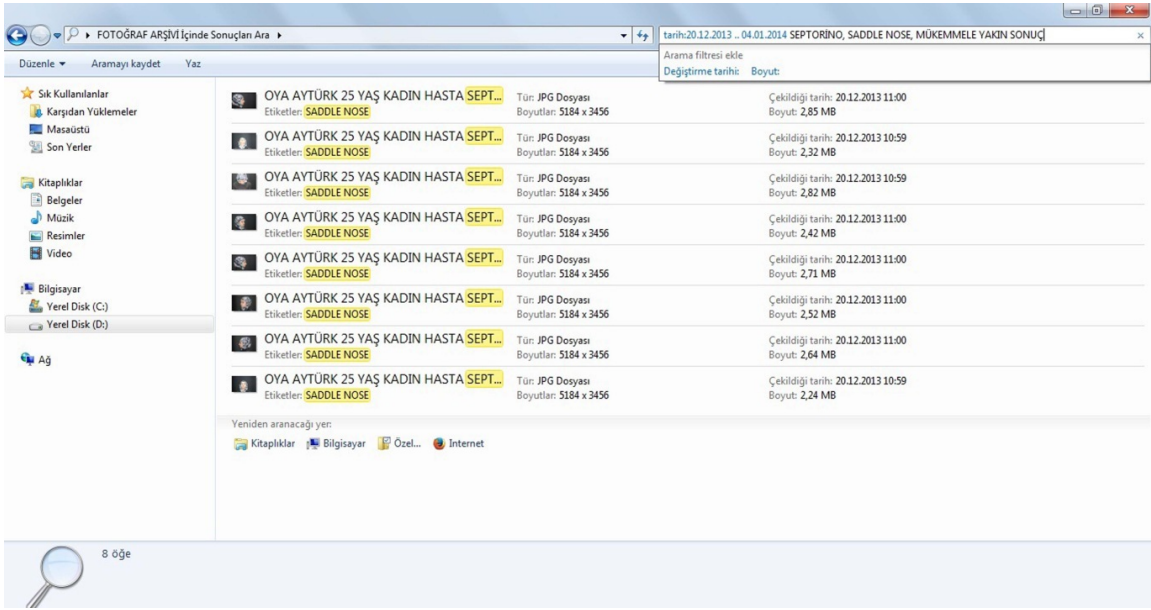 FOTOĞRAF ARŞİVİ İçinde Sonuçları Ara
tarih:20.12.2013 .. 04.01.2014 SEPTORİNO, SADDLE NOSE, MÜKEMMELE YAKIN SONUÇ
Arama filtresi ekle
Değiştirme tarihi: Boyut:
Düzenle Aramayı kaydet Yaz
Sık Kullanılanlar
Karşıdan Yüklemeler
Masaüstü
Son Yerler
Kitaplıklar
Belgeler
Müzik
Resimler
Video
Bilgisayar
Yerel Disk (C:)
Yerel Disk (D:)
Ağ
OYA AYTÜRK 25 YAŞ KADIN HASTA SEPT... Tür: JPG Dosyası Çekildiği tarih: 20.12.2013 11:00
Etiketler: SADDLE NOSE Boyutlar: 5184 x 3456 Boyut: 2,85 MB
OYA AYTÜRK 25 YAŞ KADIN HASTA SEPT... Tür: JPG Dosyası Çekildiği tarih: 20.12.2013 10:59
Etiketler: SADDLE NOSE Boyutlar: 5184 x 3456 Boyut: 2,32 MB
OYA AYTÜRK 25 YAŞ KADIN HASTA SEPT... Tür: JPG Dosyası Çekildiği tarih: 20.12.2013 10:59
Etiketler: SADDLE NOSE Boyutlar: 5184 x 3456 Boyut: 2,82 MB
OYA AYTÜRK 25 YAŞ KADIN HASTA SEPT... Tür: JPG Dosyası Çekildiği tarih: 20.12.2013 11:00
Etiketler: SADDLE NOSE Boyutlar: 5184 x 3456 Boyut: 2,42 MB
OYA AYTÜRK 25 YAŞ KADIN HASTA SEPT... Tür: JPG Dosyası Çekildiği tarih: 20.12.2013 11:00
Etiketler: SADDLE NOSE Boyutlar: 5184 x 3456 Boyut: 2,71 MB
OYA AYTÜRK 25 YAŞ KADIN HASTA SEPT... Tür: JPG Dosyası Çekildiği tarih: 20.12.2013 11:00
Etiketler: SADDLE NOSE Boyutlar: 5184 x 3456 Boyut: 2,52 MB
OYA AYTÜRK 25 YAŞ KADIN HASTA SEPT... Tür: JPG Dosyası Çekildiği tarih: 20.12.2013 11:00
Etiketler: SADDLE NOSE Boyutlar: 5184 x 3456 Boyut: 2,64 MB
OYA AYTÜRK 25 YAŞ KADIN HASTA SEPT... Tür: JPG Dosyası Çekildiği tarih: 20.12.2013 10:59
Etiketler: SADDLE NOSE Boyutlar: 5184 x 3456 Boyut: 2,24 MB
Yeniden aranacağı yer:
Kitaplıklar Bilgisayar Özel... Internet
8 öğe